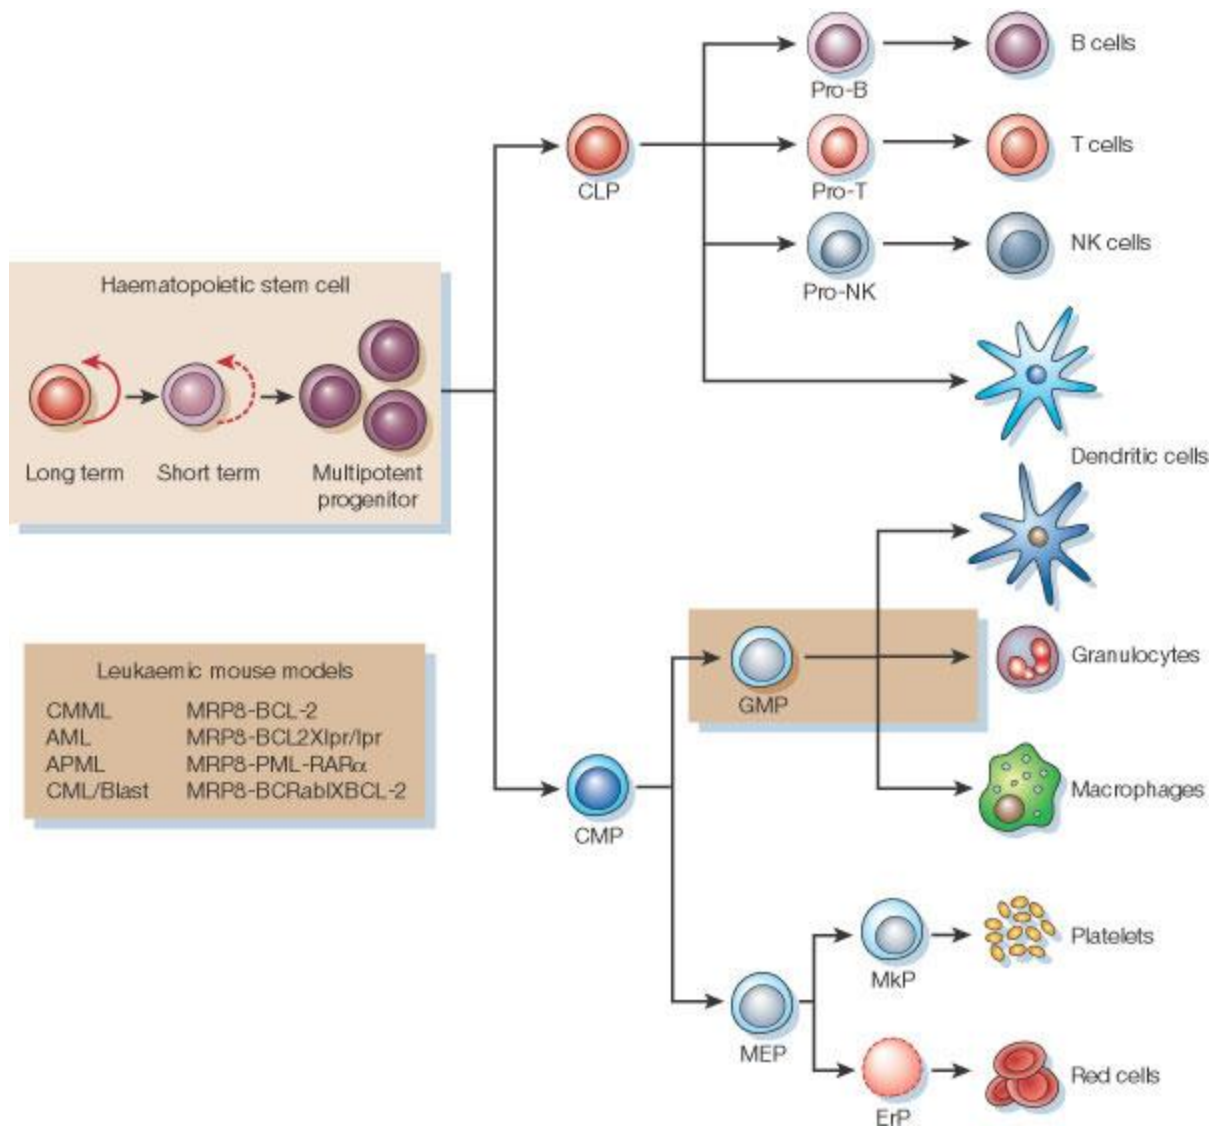 B cells
Pro-B
T cells
CLP
Pro-T
NK cells
Pro-NK
Haematopoietic stem cell
Long term
Short term
Multipotent
progenitor
Dendritic cells
Leukaemic mouse models
CMML MRP8-BCL-2
AML MRP8-BCL2Xlpr/lpr
APML MRP8-PML-RARα
CML/Blast MRP8-BCRablXBCL-2
GMP
Granulocytes
CMP
Macrophages
MkP
Platelets
MEP
ErP
Red cells